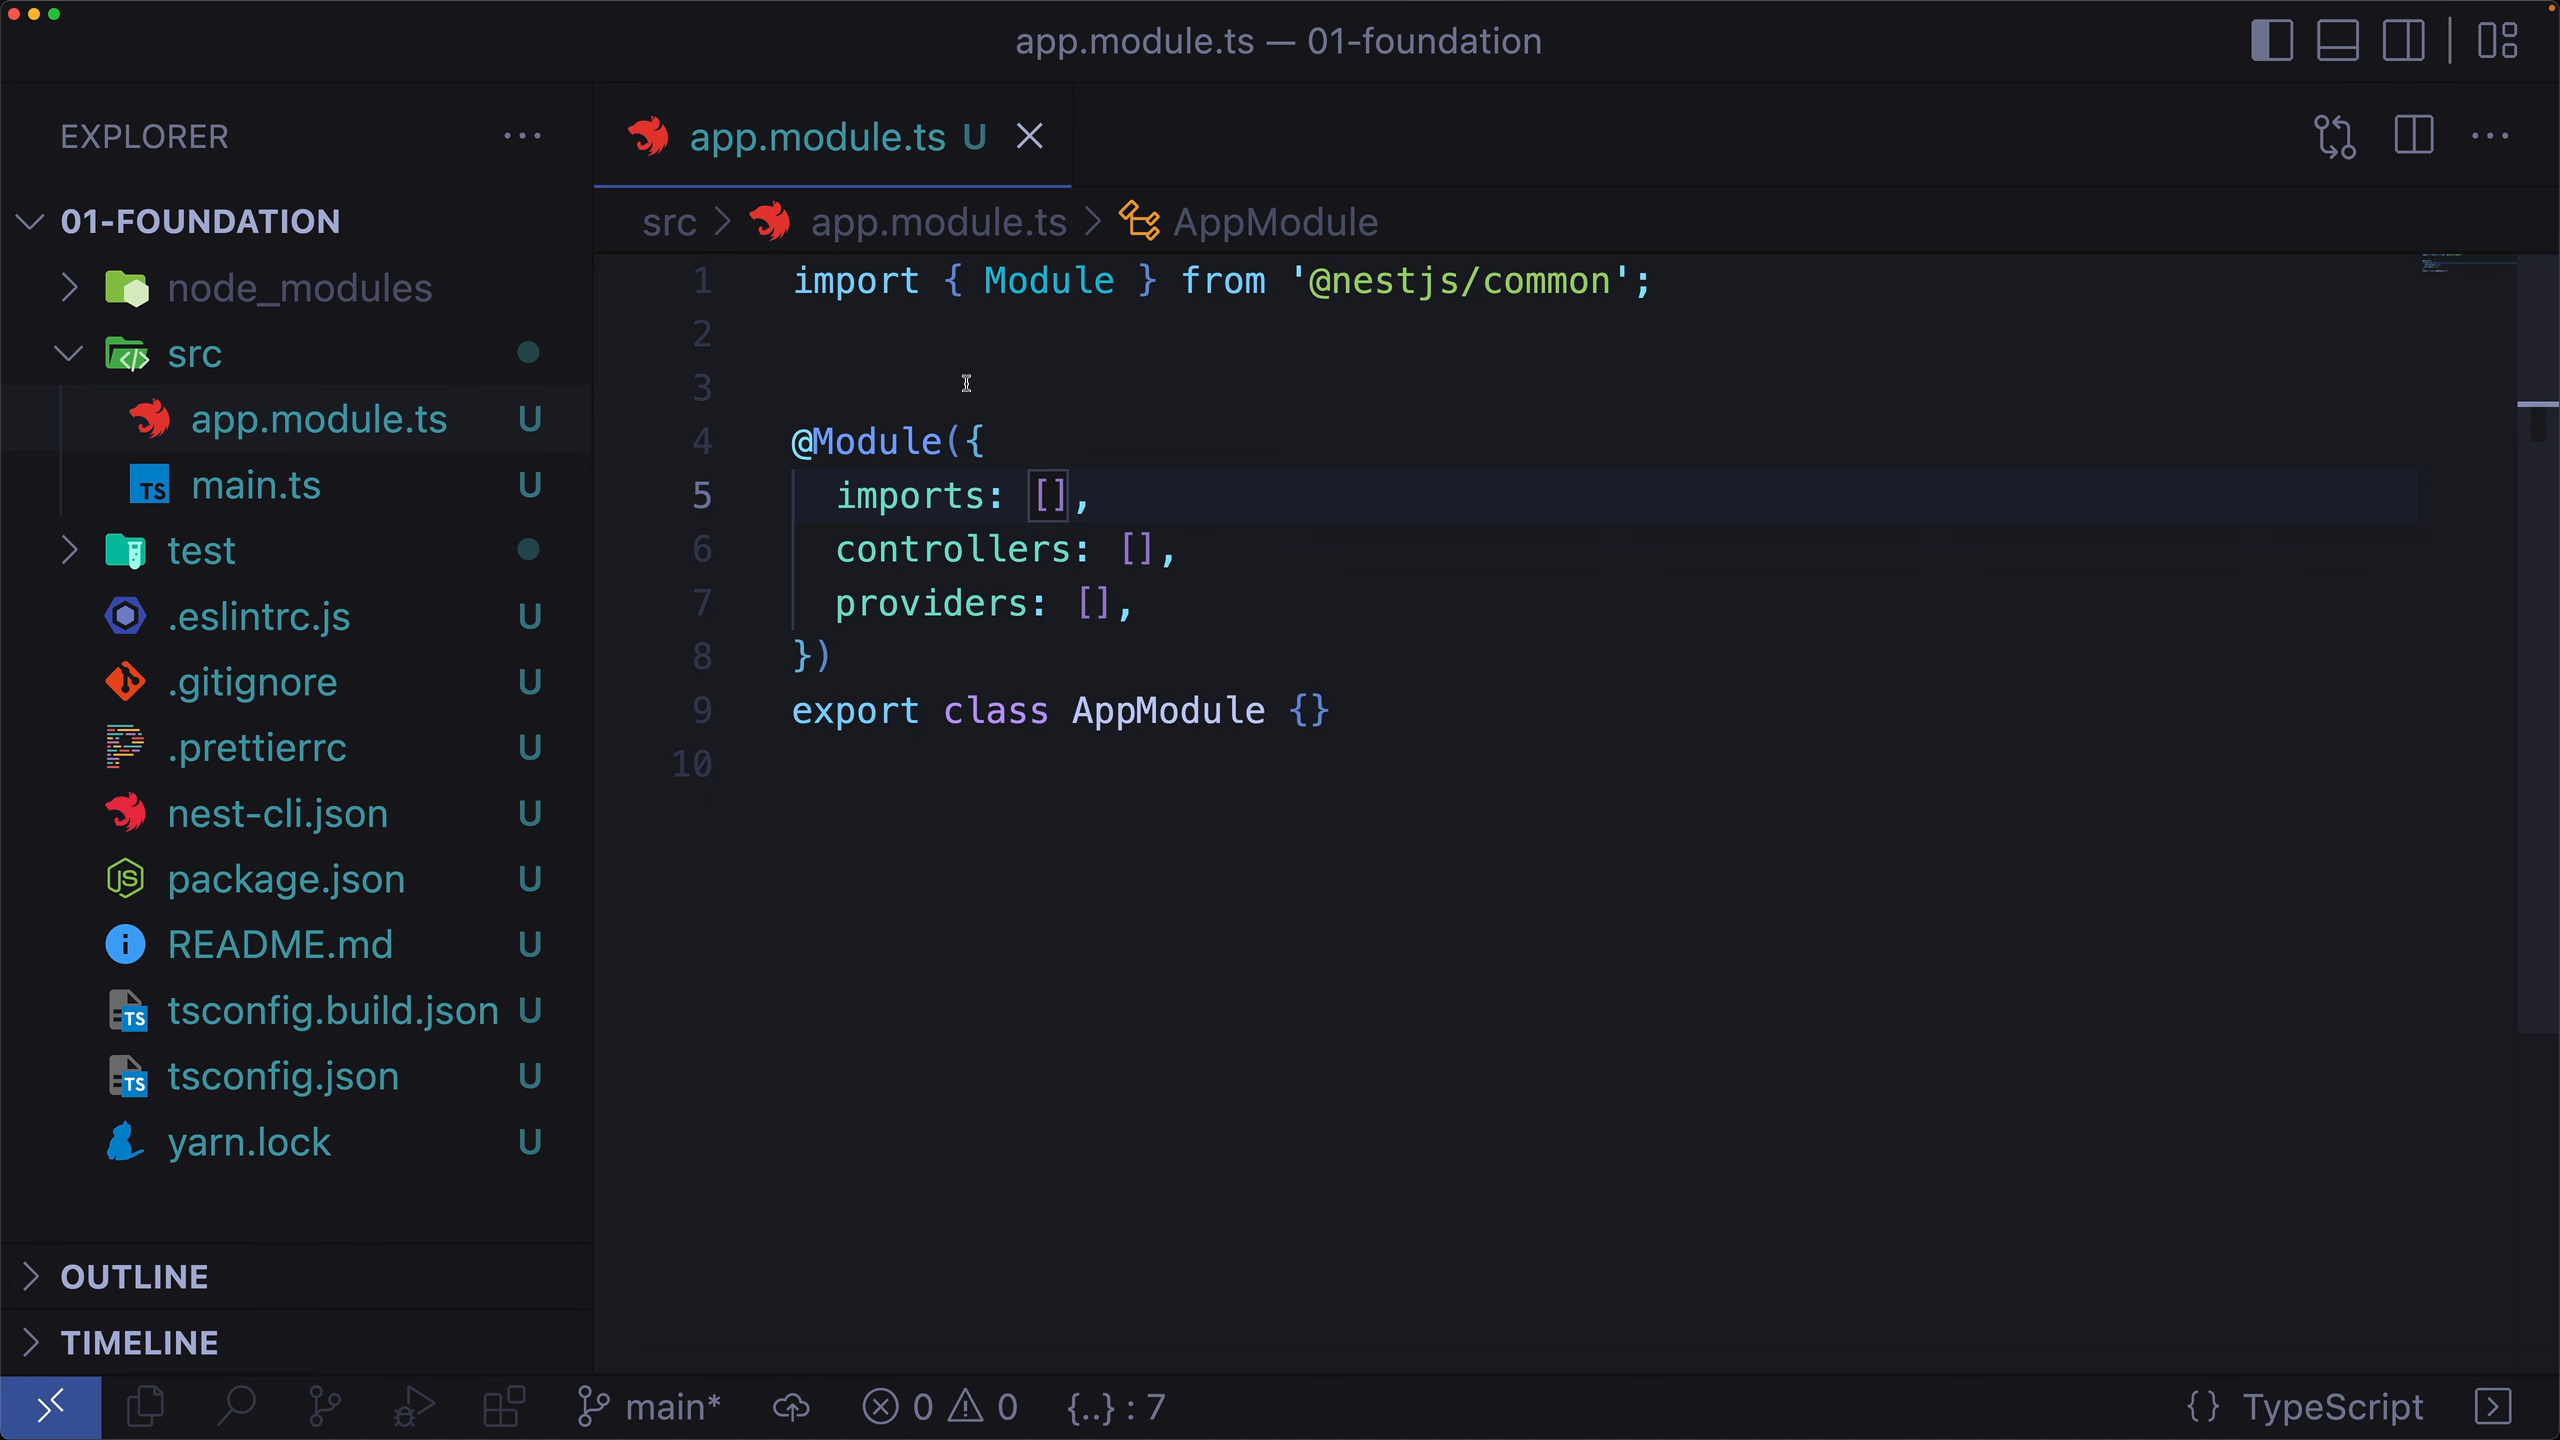 app.module.ts — 01-foundation
EXPLORER
01-FOUNDATION
node_modules
src
app.module.ts U
main.ts U
test
.eslintrc.js U
.gitignore U
.prettierrc U
nest-cli.json U
package.json U
README.md U
tsconfig.build.json U
tsconfig.json U
yarn.lock U
OUTLINE
TIMELINE
app.module.ts U
src > app.module.ts > AppModule
1 import { Module } from '@nestjs/common';
2
3
4 @Module({
5 imports: [],
6 controllers: [],
7 providers: [],
8 })
9 export class AppModule {}
10
main* 0 0 {..} : 7 {} TypeScript